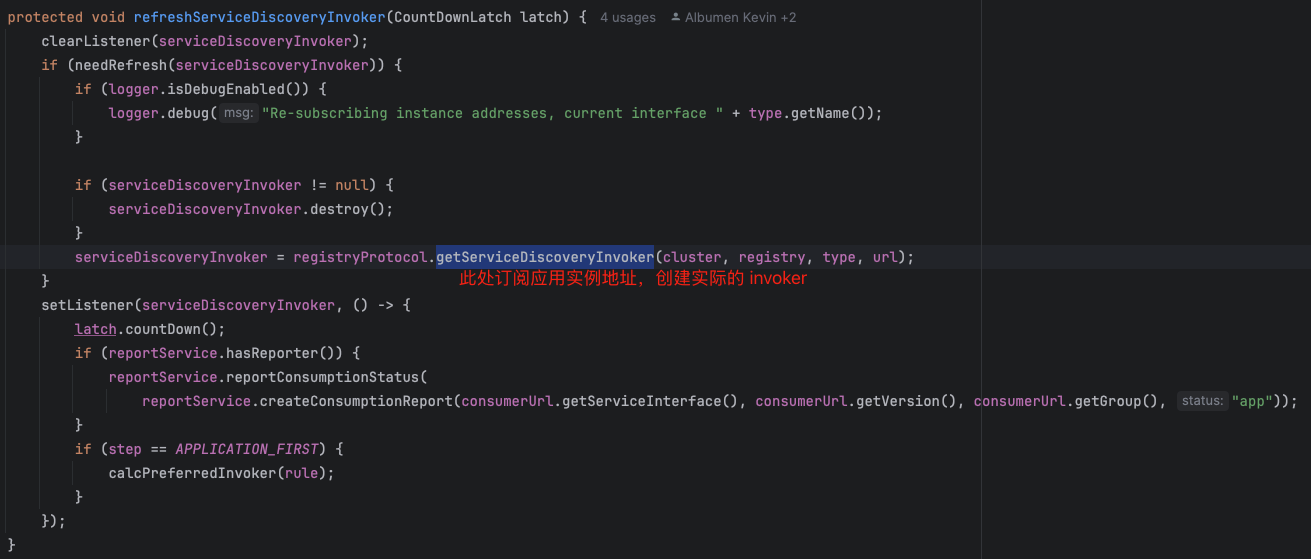 protected void refreshServiceDiscoveryInvoker(CountDownLatch latch) { 4 usages Albumen Kevin +2
clearListener(serviceDiscoveryInvoker);
if (needRefresh(serviceDiscoveryInvoker)) {
if (logger.isDebugEnabled()) {
logger.debug( msg: "Re-subscribing instance addresses, current interface " + type.getName());
}
if (serviceDiscoveryInvoker != null) {
serviceDiscoveryInvoker.destroy();
}
serviceDiscoveryInvoker = registryProtocol.getServiceDiscoveryInvoker(cluster, registry, type, url);
}
此处订阅应用实例地址，创建实际的 invoker
setListener(serviceDiscoveryInvoker, () -> {
latch.countDown();
if (reportService.hasReporter()) {
reportService.reportConsumptionStatus(
reportService.createConsumptionReport(consumerUrl.getServiceInterface(), consumerUrl.getVersion(), consumerUrl.getGroup(), status: "app"));
}
if (step == APPLICATION_FIRST) {
calcPreferredInvoker(rule);
}
});
}